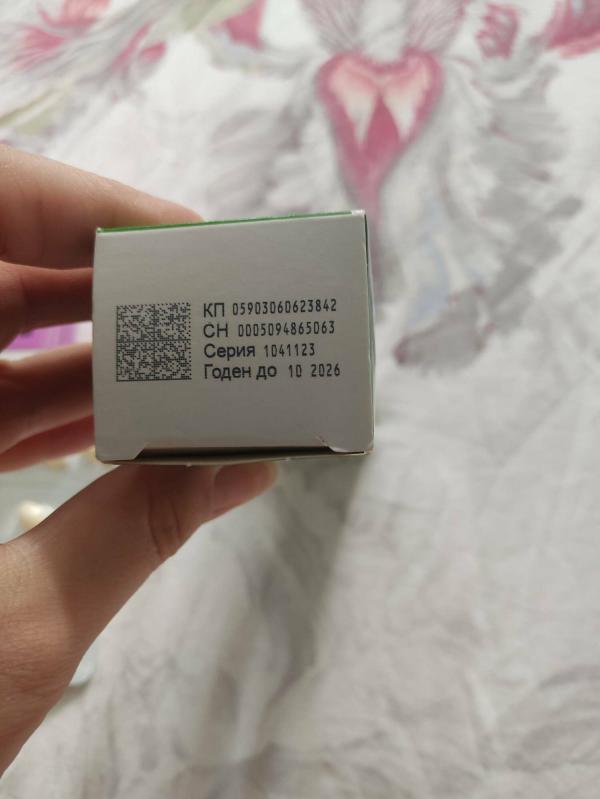 КП 05903060623842
СН 0005094865063
Серия 1041123
Годен до 10 2026